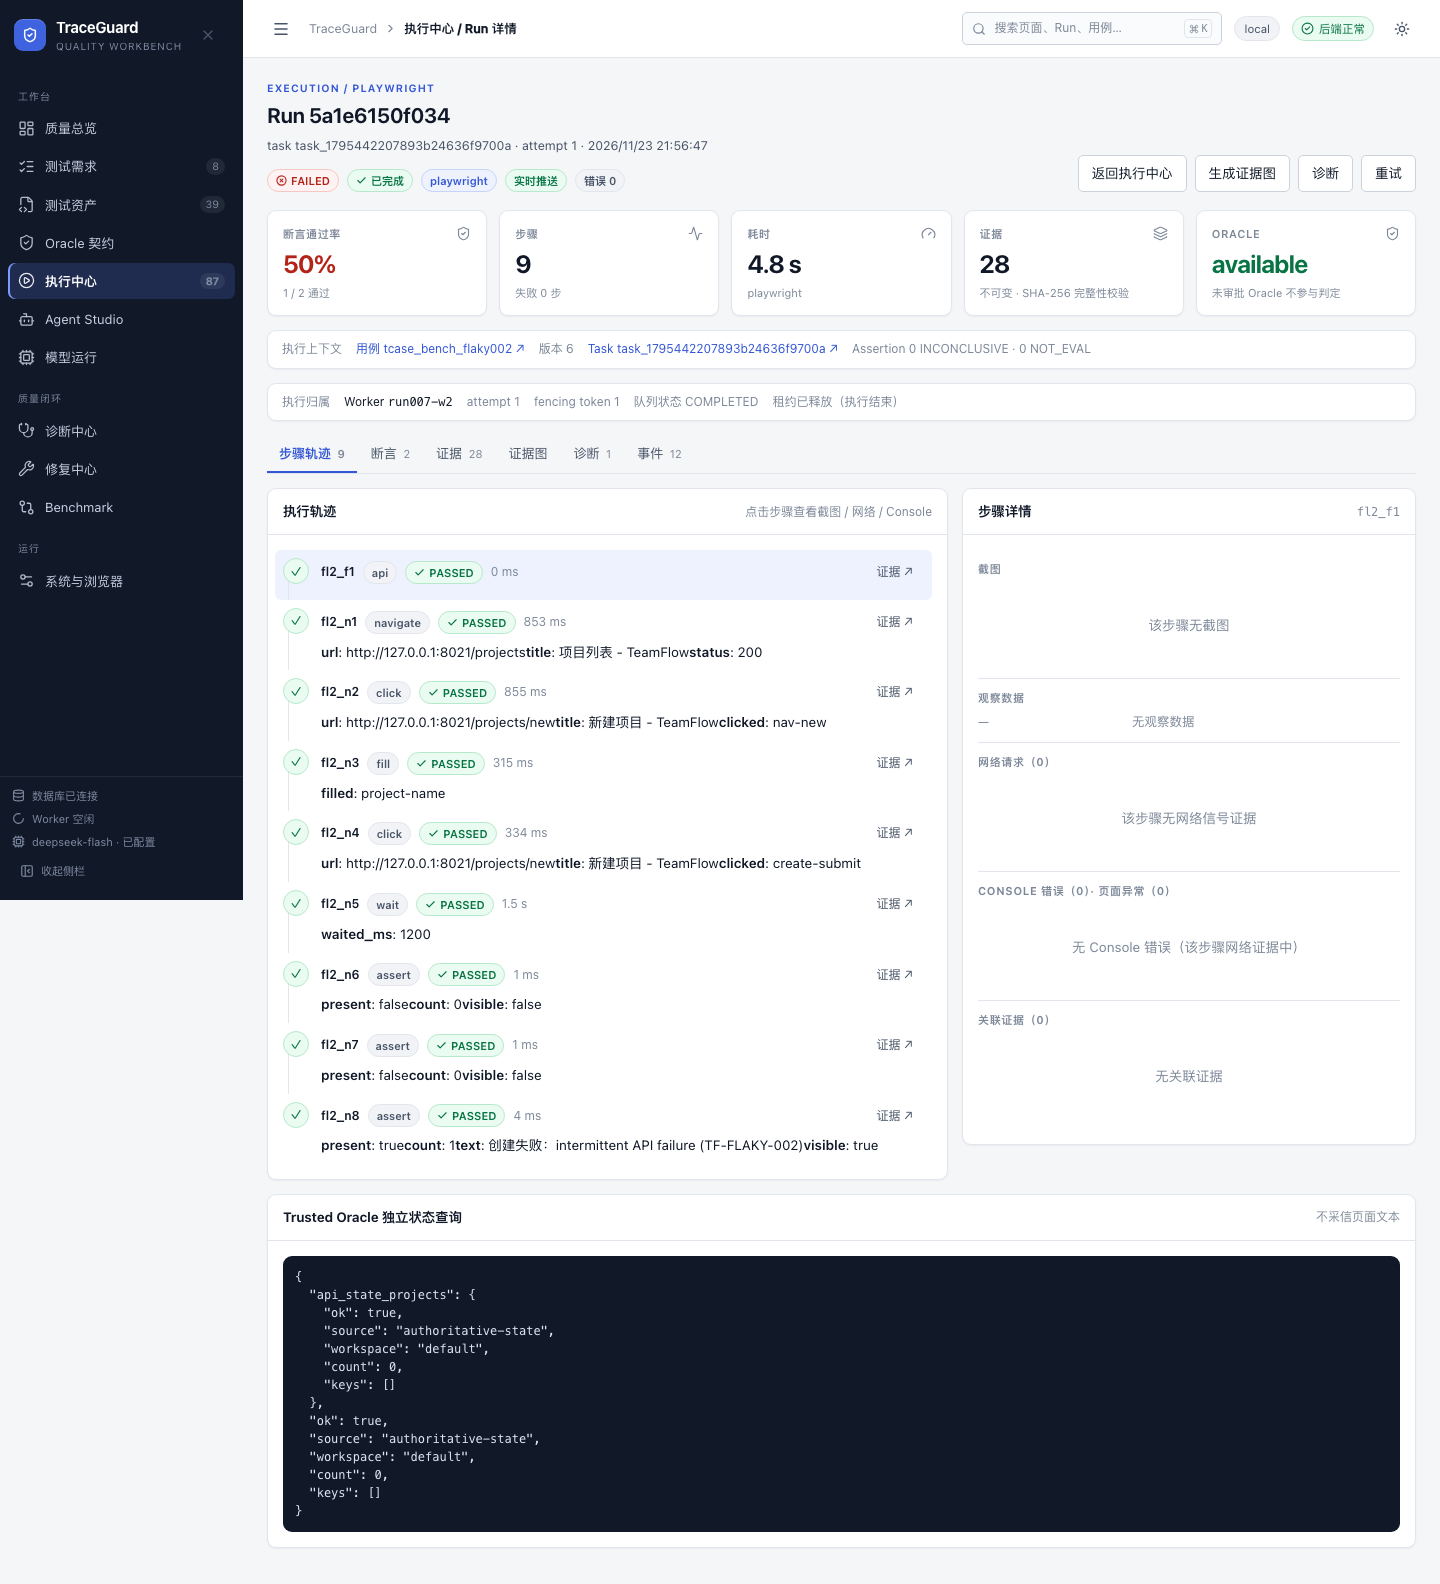 TraceGuard
QUALITY WORKBENCH
工作台
质量总览
测试需求 8
测试资产 39
Oracle 契约
执行中心 87
Agent Studio
模型运行
质量闭环
诊断中心
修复中心
Benchmark
运行
系统与浏览器
数据库已连接
Worker 空闲
deepseek-flash · 已配置
收起侧栏
TraceGuard > 执行中心 / Run 详情
搜索页面、Run、用例... ⌘ K
local
后端正常
EXECUTION / PLAYWRIGHT
Run 5a1e6150f034
task task_1795442207893b24636f9700a · attempt 1 · 2026/11/23 21:56:47
FAILED 已完成 playwright 实时推送 错误 0
返回执行中心 生成证据图 诊断 重试
断言通过率
50%
1 / 2 通过
步骤
9
失败 0 步
耗时
4.8 s
playwright
证据
28
不可变 · SHA-256 完整性校验
ORACLE
available
未审批 Oracle 不参与判定
执行上下文 用例 tcase_bench_flaky002 ↗ 版本 6 Task task_1795442207893b24636f9700a ↗ Assertion 0 INCONCLUSIVE · 0 NOT_EVAL
执行归属 Worker run007-w2 attempt 1 fencing token 1 队列状态 COMPLETED 租约已释放（执行结束）
步骤轨迹 9 断言 2 证据 28 证据图 诊断 1 事件 12
执行轨迹 点击步骤查看截图 / 网络 / Console
fl2_f1 api PASSED 0 ms 证据 ↗
fl2_n1 navigate PASSED 853 ms 证据 ↗
url: http://127.0.0.1:8021/projectstitle: 项目列表 - TeamFlowstatus: 200
fl2_n2 click PASSED 855 ms 证据 ↗
url: http://127.0.0.1:8021/projects/newtitle: 新建项目 - TeamFlowclicked: nav-new
fl2_n3 fill PASSED 315 ms 证据 ↗
filled: project-name
fl2_n4 click PASSED 334 ms 证据 ↗
url: http://127.0.0.1:8021/projects/newtitle: 新建项目 - TeamFlowclicked: create-submit
fl2_n5 wait PASSED 1.5 s 证据 ↗
waited_ms: 1200
fl2_n6 assert PASSED 1 ms 证据 ↗
present: falsecount: 0visible: false
fl2_n7 assert PASSED 1 ms 证据 ↗
present: falsecount: 0visible: false
fl2_n8 assert PASSED 4 ms 证据 ↗
present: truecount: 1text: 创建失败：intermittent API failure (TF-FLAKY-002)visible: true
步骤详情 fl2_f1
截图
该步骤无截图
观察数据
— 无观察数据
网络请求（0）
该步骤无网络信号证据
CONSOLE 错误（0）· 页面异常（0）
无 Console 错误（该步骤网络证据中）
关联证据（0）
无关联证据
Trusted Oracle 独立状态查询 不采信页面文本
{
"api_state_projects": {
"ok": true,
"source": "authoritative-state",
"workspace": "default",
"count": 0,
"keys": []
},
"ok": true,
"source": "authoritative-state",
"workspace": "default",
"count": 0,
"keys": []
}